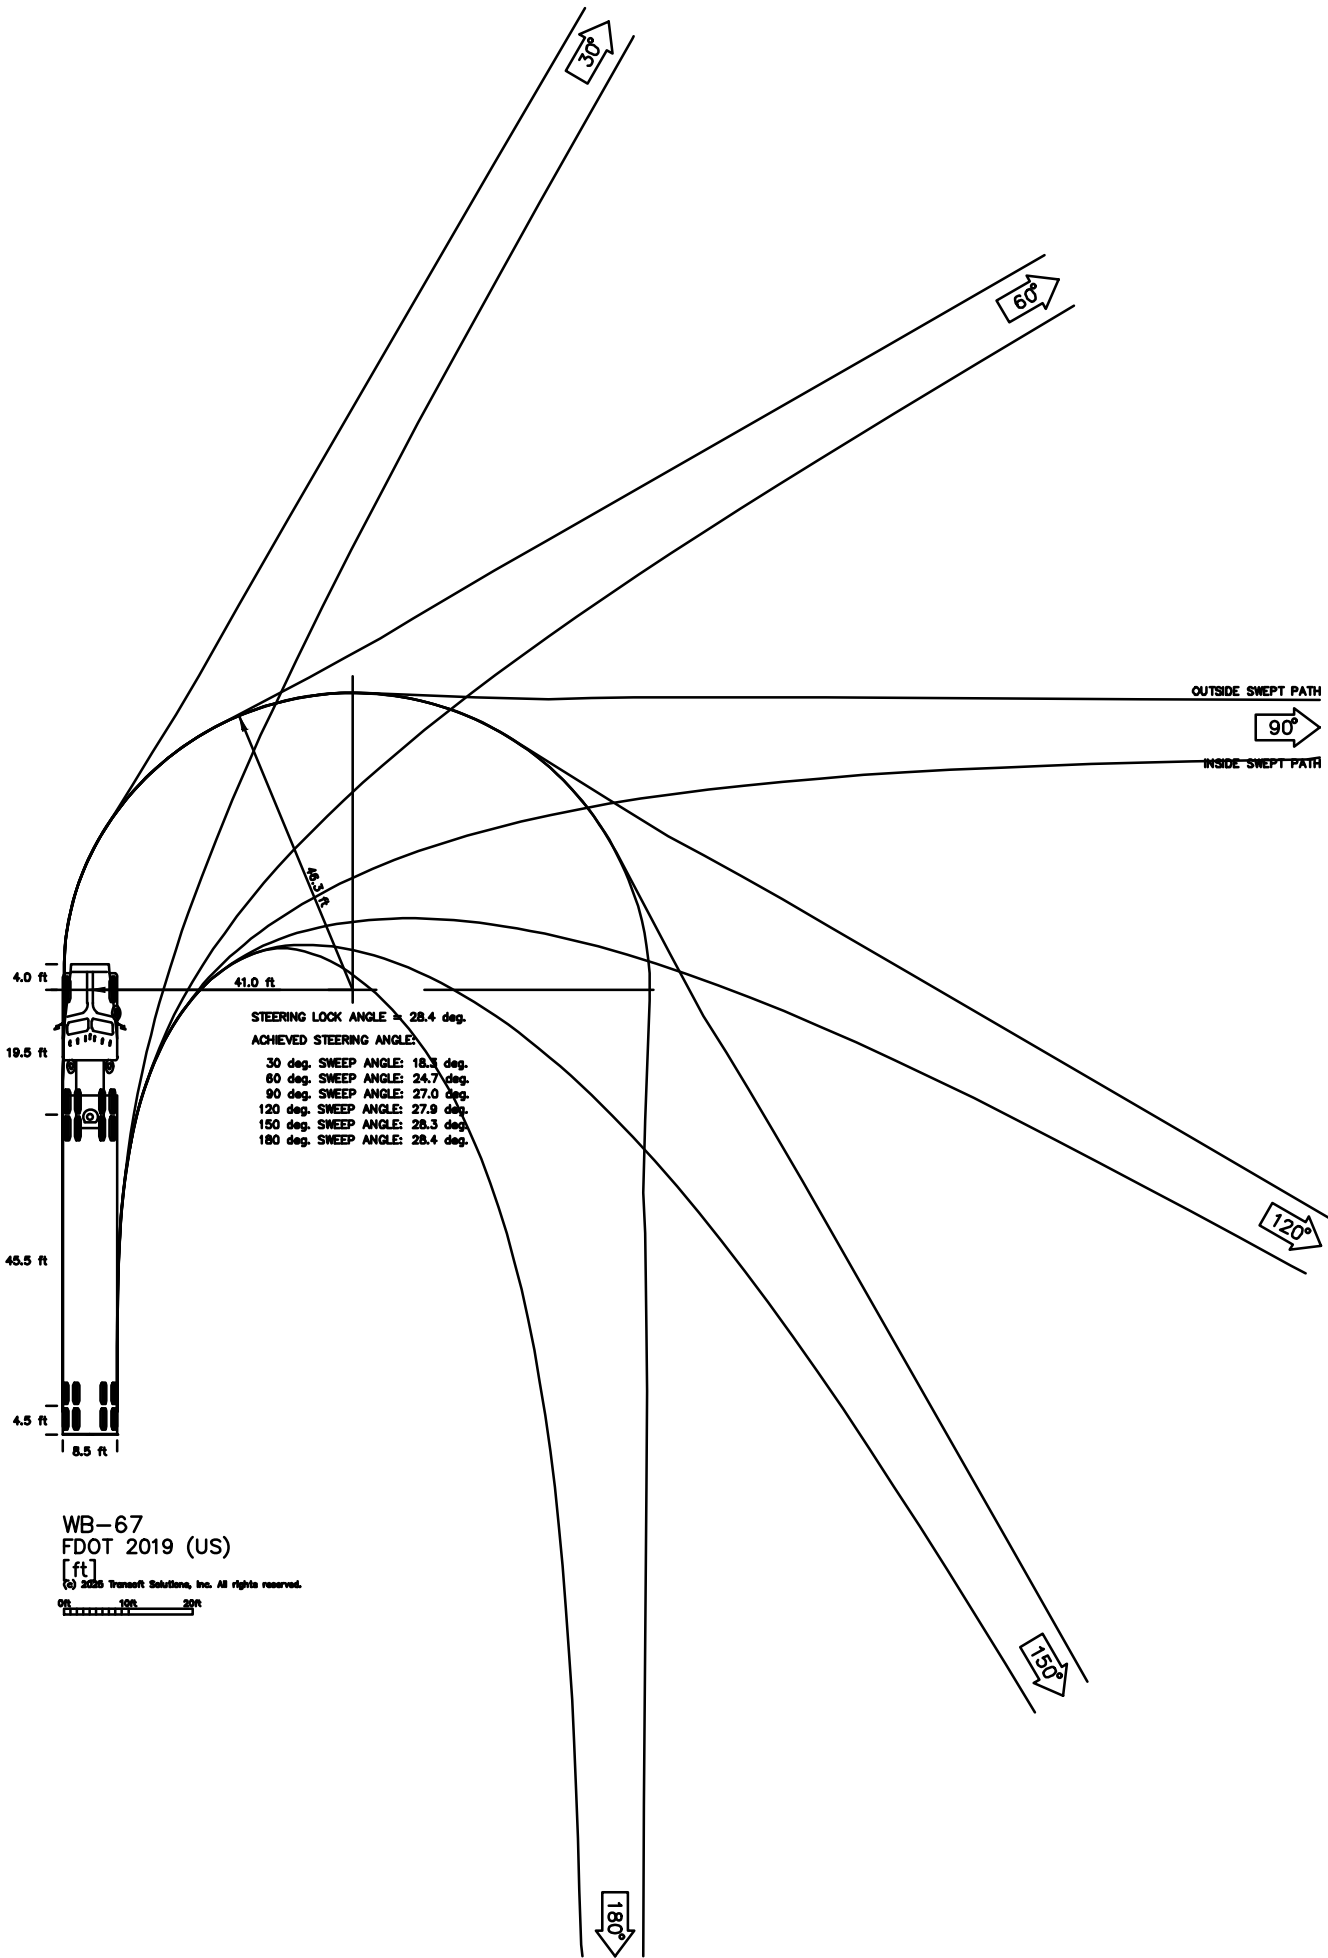 30°
60°
OUTSIDE SWEPT PATH
90°
INSIDE SWEPT PATH
46.3 ft
4.0 ft
41.0 ft
STEERING LOCK ANGLE = 28.4 deg.
ACHIEVED STEERING ANGLE:
19.5 ft
30 deg. SWEEP ANGLE: 18.3 deg.
60 deg. SWEEP ANGLE: 24.7 deg.
90 deg. SWEEP ANGLE: 27.0 deg.
120 deg. SWEEP ANGLE: 27.9 deg.
150 deg. SWEEP ANGLE: 28.3 deg.
180 deg. SWEEP ANGLE: 28.4 deg.
120°
45.5 ft
4.5 ft
8.5 ft
WB-67
FDOT 2019 (US)
[ft]
(c) 2025 Transoft Solutions, Inc. All rights reserved.
0ft 10ft 20ft
150°
180°